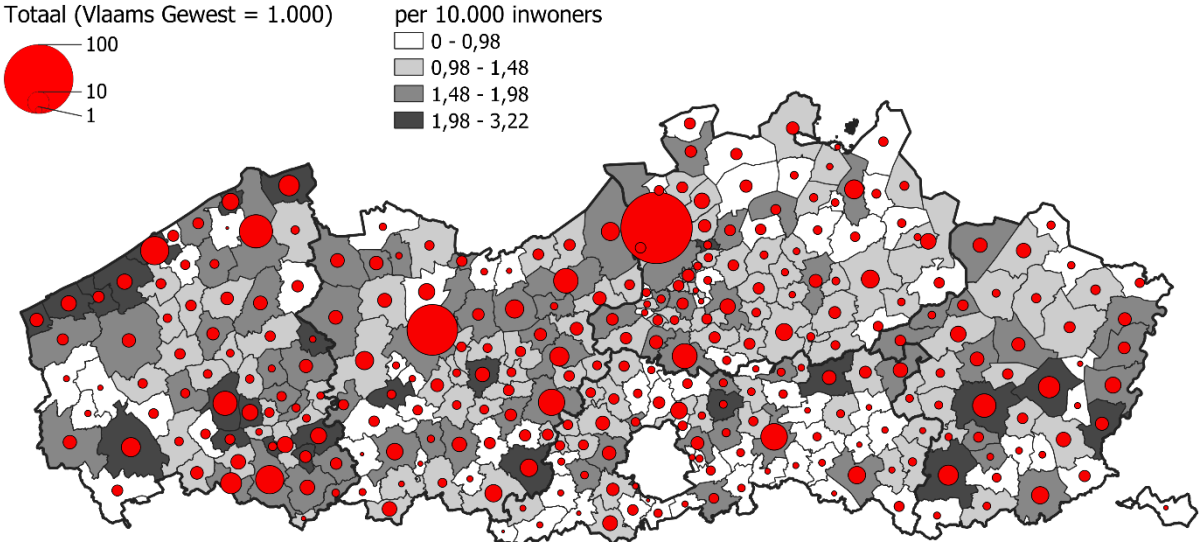 Totaal (Vlaams Gewest = 1.000)
100
10
1
per 10.000 inwoners
0 - 0,98
0,98 - 1,48
1,48 - 1,98
1,98 - 3,22